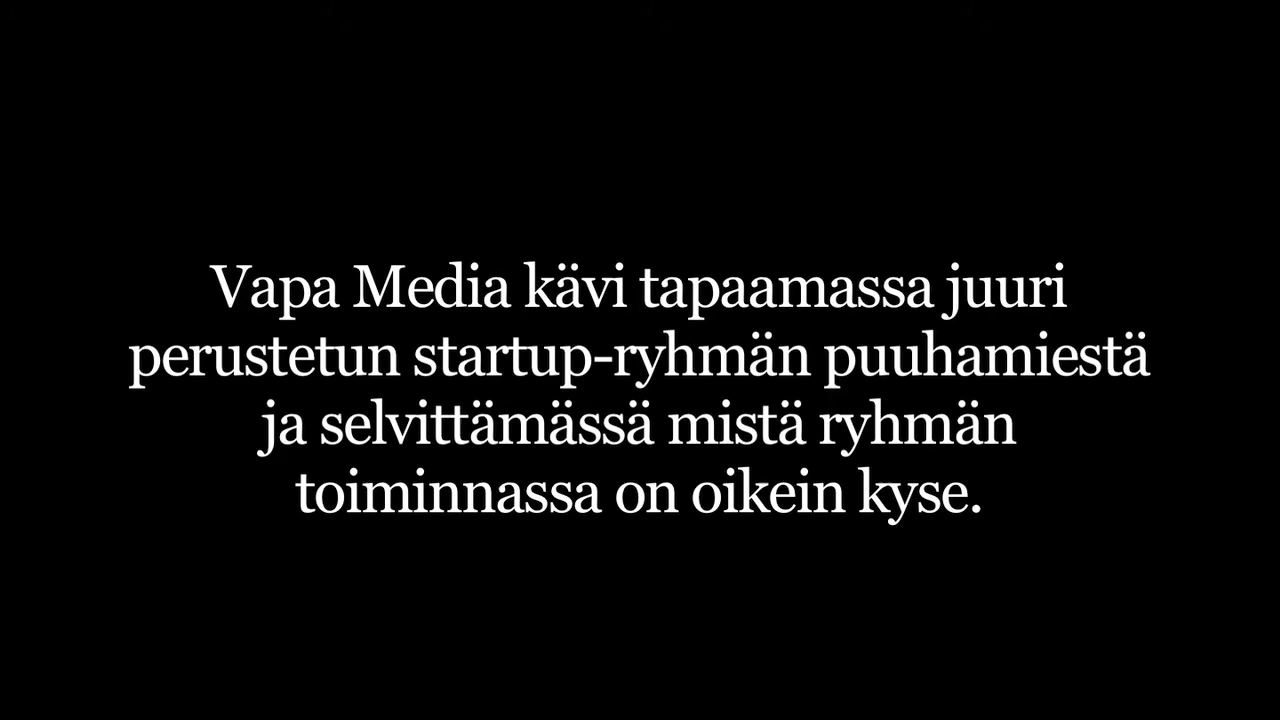 Vapa Media kävi tapaamassa juuri
perustetun startup-ryhmän puuhamiestä
ja selvittämässä mistä ryhmän
toiminnassa on oikein kyse.